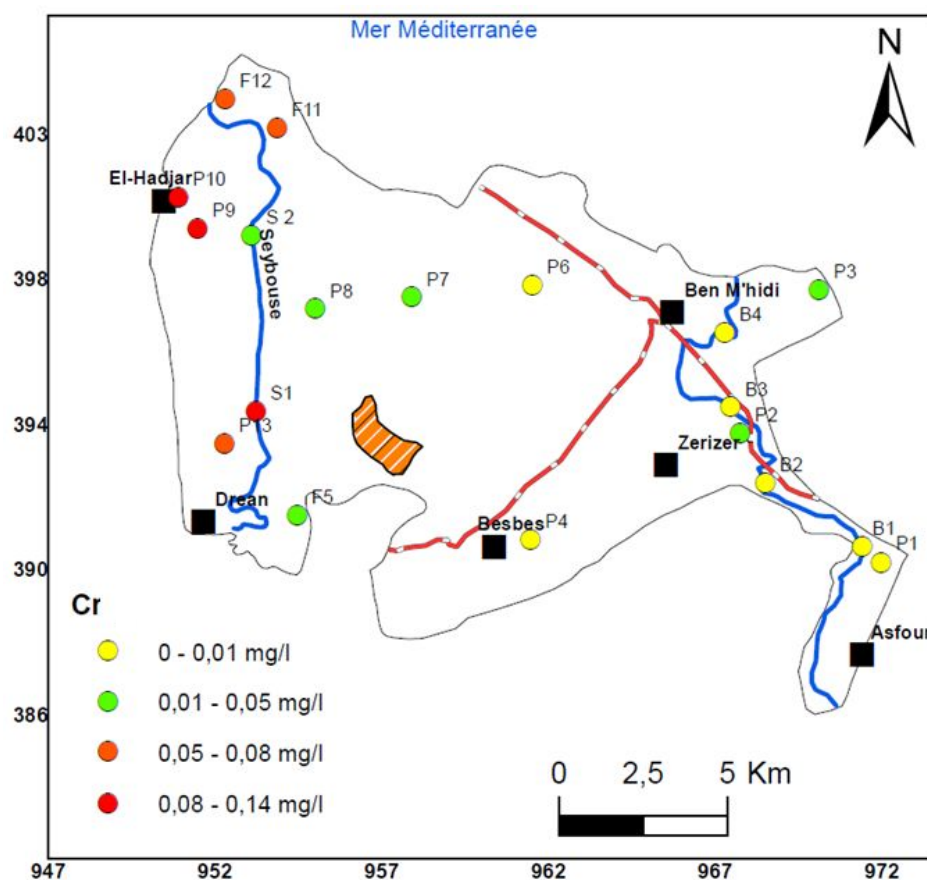 Mer Méditerranée
N
F12
F11
403
El-Hadjar
P10
P9
S 2
Seybouse
398
P8
P7
P6
Ben M'hidi
P3
B4
S1
B3
P2
394
P13
Zerizer
B2
Drean
F5
Besbes
P4
B1
P1
390
Cr
Asfour
0 - 0,01 mg/l
0,01 - 0,05 mg/l
386
0,05 - 0,08 mg/l
0,08 - 0,14 mg/l
0 2,5 5 Km
947 952 957 962 967 972